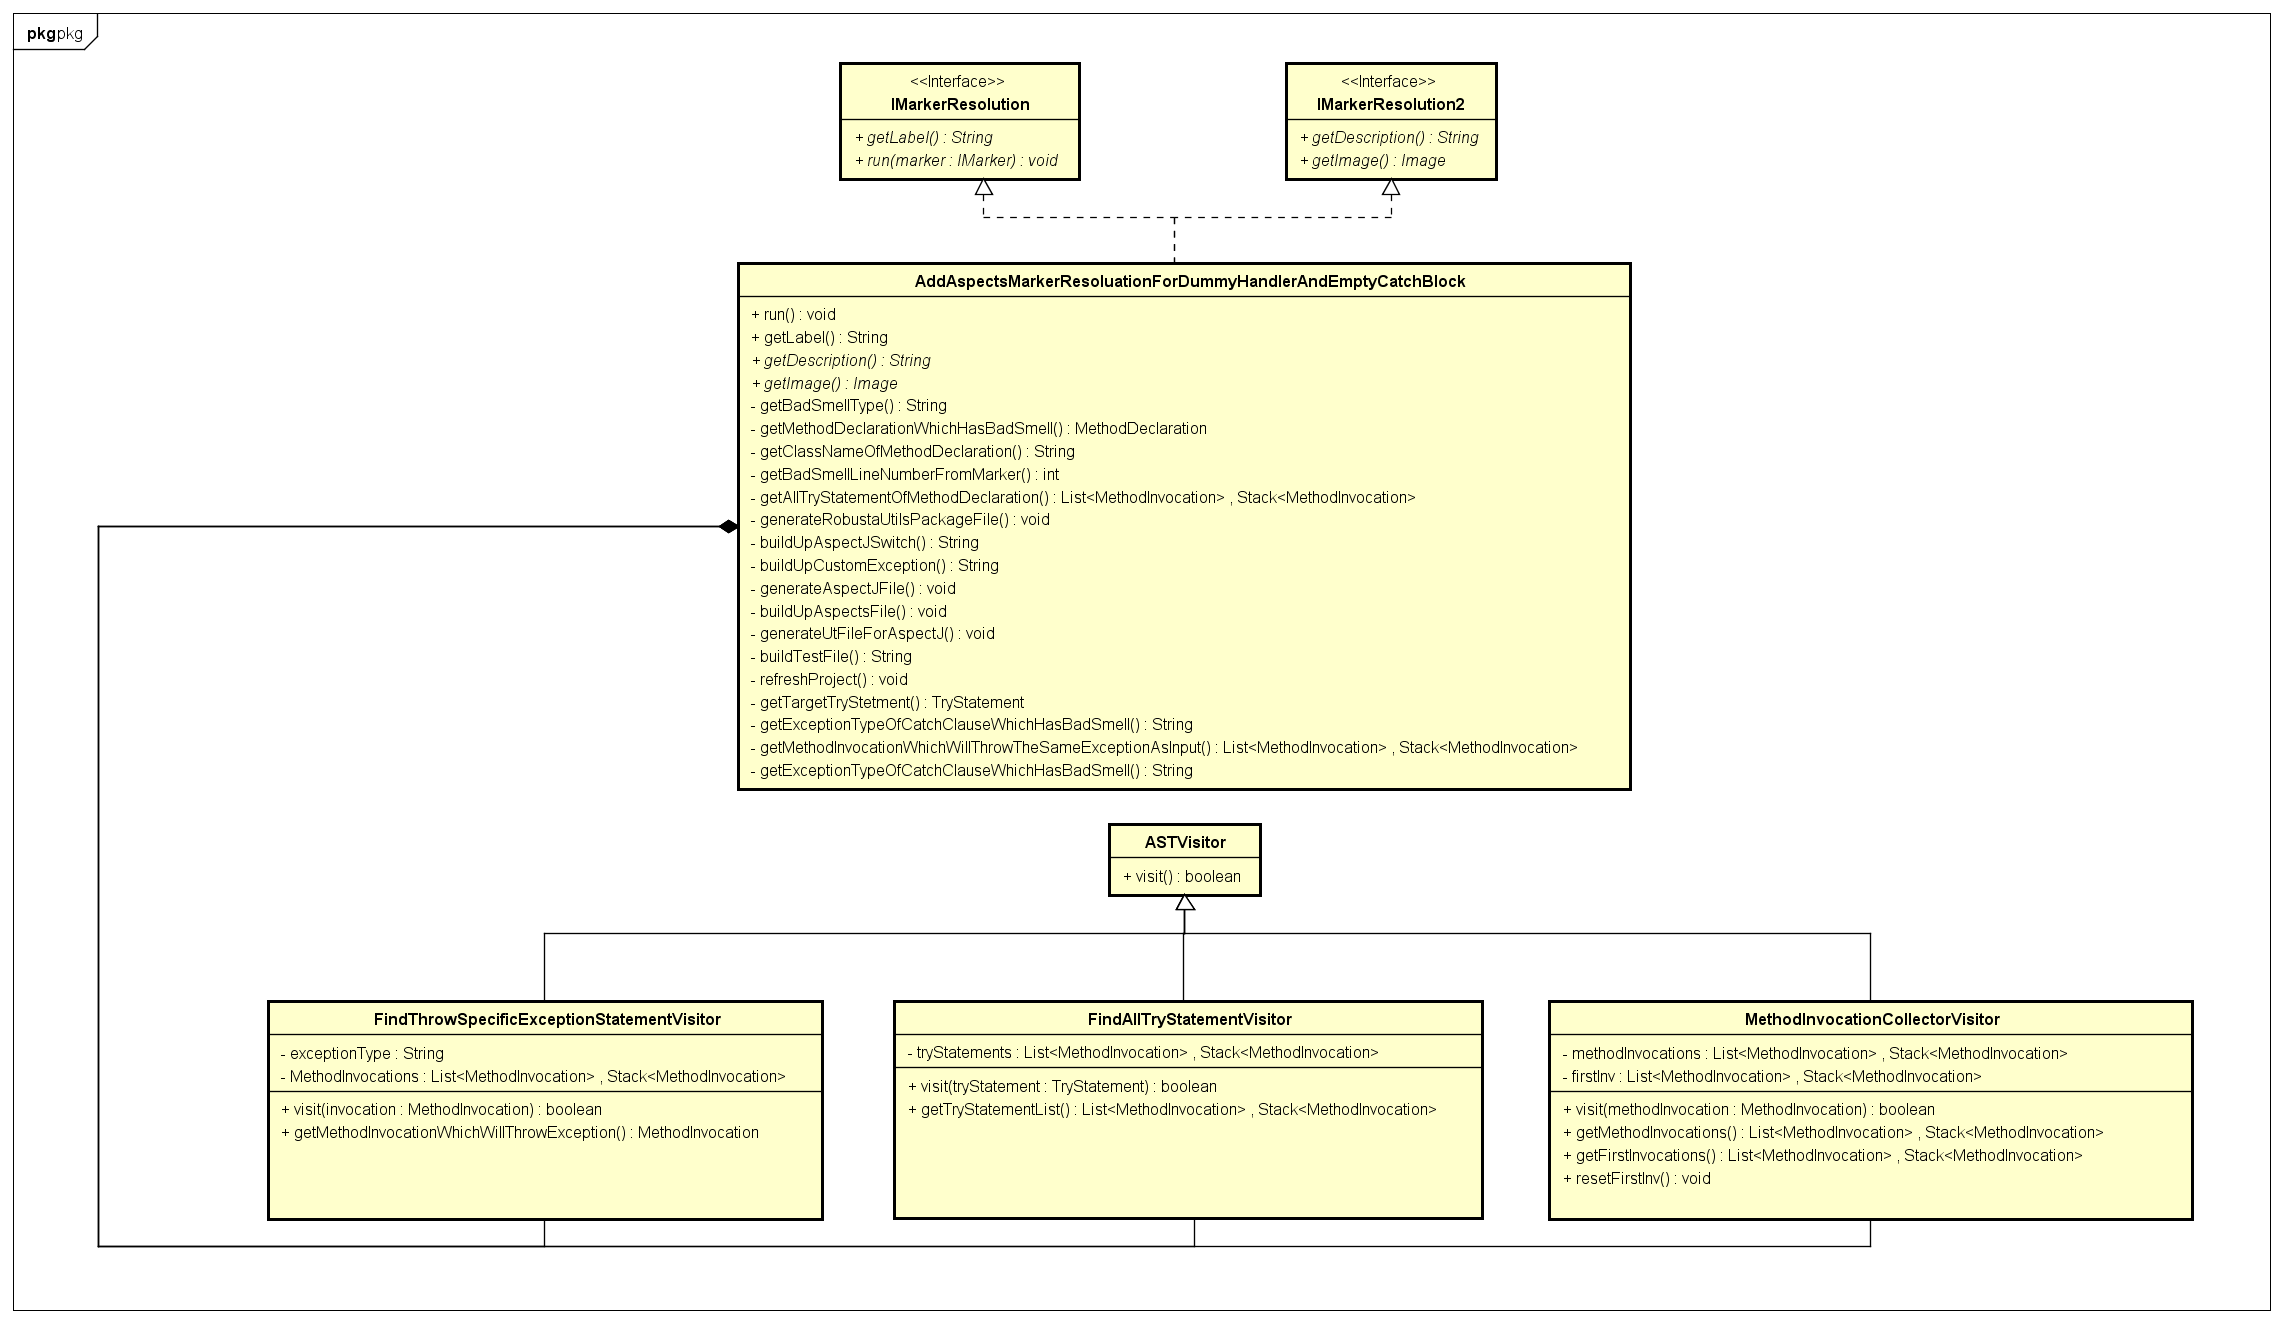 pkgpkg
<<Interface>>
IMarkerResolution
+ getLabel() : String
+ run(marker : IMarker) : void
<<Interface>>
IMarkerResolution2
+ getDescription() : String
+ getImage() : Image
AddAspectsMarkerResoluationForDummyHandlerAndEmptyCatchBlock
+ run() : void
+ getLabel() : String
+ getDescription() : String
+ getImage() : Image
- getBadSmellType() : String
- getMethodDeclarationWhichHasBadSmell() : MethodDeclaration
- getClassNameOfMethodDeclaration() : String
- getBadSmellLineNumberFromMarker() : int
- getAllTryStatementOfMethodDeclaration() : List<MethodInvocation> , Stack<MethodInvocation>
- generateRobustaUtilsPackageFile() : void
- buildUpAspectJSwitch() : String
- buildUpCustomException() : String
- generateAspectJFile() : void
- buildUpAspectsFile() : void
- generateUtFileForAspectJ() : void
- buildTestFile() : String
- refreshProject() : void
- getTargetTryStetment() : TryStatement
- getExceptionTypeOfCatchClauseWhichHasBadSmell() : String
- getMethodInvocationWhichWillThrowTheSameExceptionAsInput() : List<MethodInvocation> , Stack<MethodInvocation>
- getExceptionTypeOfCatchClauseWhichHasBadSmell() : String
ASTVisitor
+ visit() : boolean
FindThrowSpecificExceptionStatementVisitor
- exceptionType : String
- MethodInvocations : List<MethodInvocation> , Stack<MethodInvocation>
+ visit(invocation : MethodInvocation) : boolean
+ getMethodInvocationWhichWillThrowException() : MethodInvocation
FindAllTryStatementVisitor
- tryStatements : List<MethodInvocation> , Stack<MethodInvocation>
+ visit(tryStatement : TryStatement) : boolean
+ getTryStatementList() : List<MethodInvocation> , Stack<MethodInvocation>
MethodInvocationCollectorVisitor
- methodInvocations : List<MethodInvocation> , Stack<MethodInvocation>
- firstInv : List<MethodInvocation> , Stack<MethodInvocation>
+ visit(methodInvocation : MethodInvocation) : boolean
+ getMethodInvocations() : List<MethodInvocation> , Stack<MethodInvocation>
+ getFirstInvocations() : List<MethodInvocation> , Stack<MethodInvocation>
+ resetFirstInv() : void